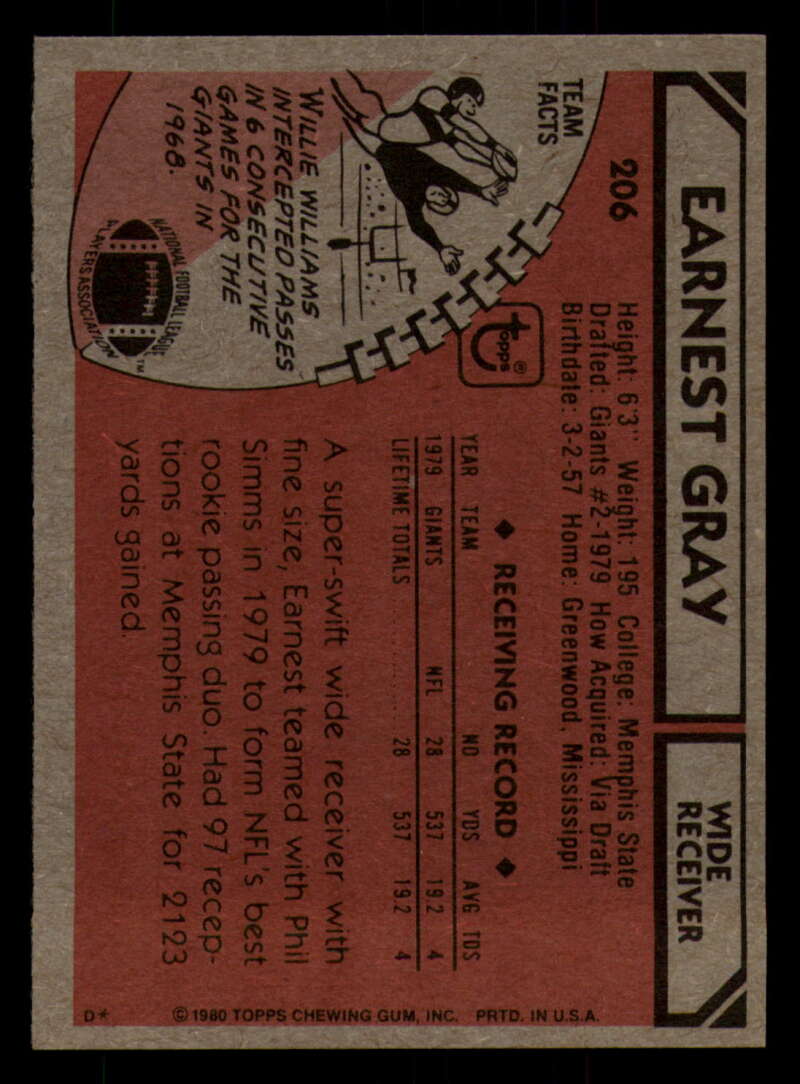 EARNEST GRAY
WIDE
RECEIVER
206
Height: 6'3" Weight: 195 College: Memphis State
Drafted: Giants #2-1979 How Acquired: Via Draft
Birthdate: 3-2-57 Home: Greenwood, Mississippi
TEAM
FACTS
WILLIE WILLIAMS
INTERCEPTED PASSES
IN 6 CONSECUTIVE
GAMES FOR THE
GIANTS IN
1968.
NATIONAL FOOTBALL LEAGUE
PLAYERS ASSOCIATION
TM
topps®
◆ RECEIVING RECORD ◆
YEAR TEAM NO YDS AVG TDS
1979 GIANTS NFL 28 537 19.2 4
LIFETIME TOTALS 28 537 19.2 4
A super-swift wide receiver with
fine size, Earnest teamed with Phil
Simms in 1979 to form NFL's best
rookie passing duo. Had 97 recep-
tions at Memphis State for 2123
yards gained.
D* ©1980 TOPPS CHEWING GUM, INC. PRTD. IN U.S.A.